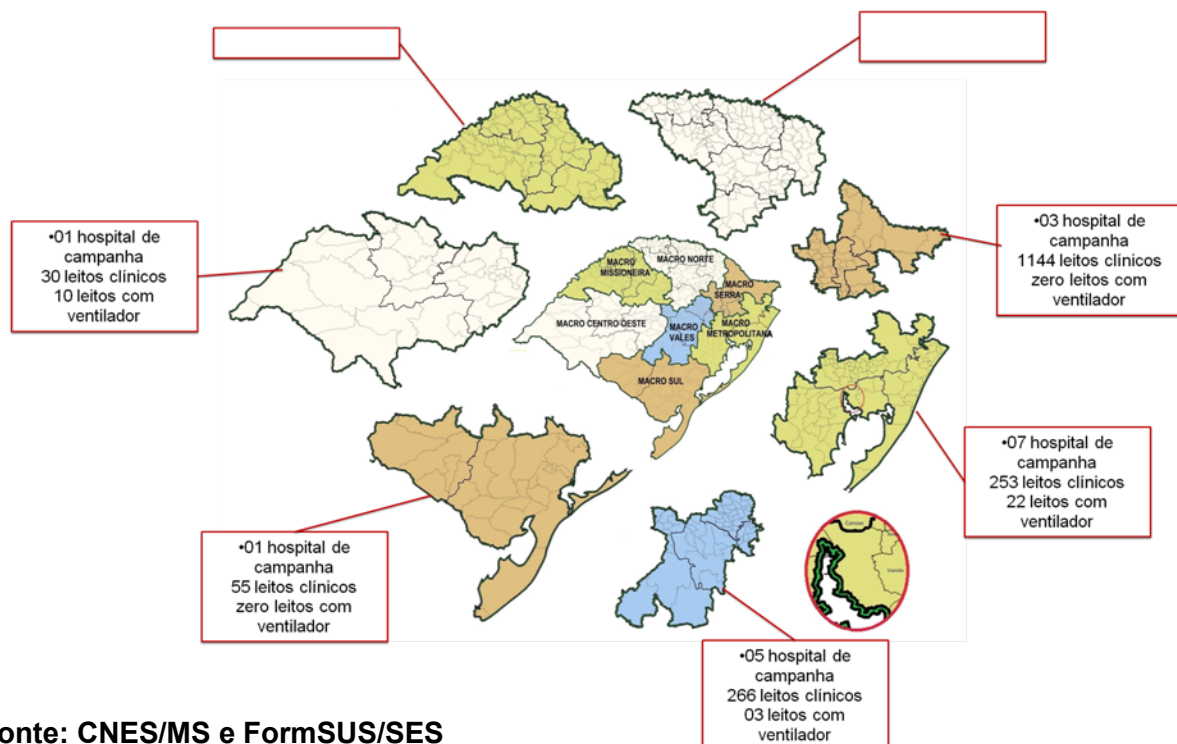 •01 hospital de
campanha
30 leitos clínicos
10 leitos com
ventilador
•03 hospital de
campanha
1144 leitos clínicos
zero leitos com
ventilador
MACRO NORTE
MACRO
MISSIONEIRA
MACRO
SERRA
MACRO CENTRO OESTE
MACRO
VALES
MACRO
METROPOLITANA
MACRO SUL
•07 hospital de
campanha
253 leitos clínicos
22 leitos com
ventilador
•01 hospital de
campanha
55 leitos clínicos
zero leitos com
ventilador
Canoas
Viamão
•05 hospital de
campanha
266 leitos clínicos
03 leitos com
ventilador
onte: CNES/MS e FormSUS/SES